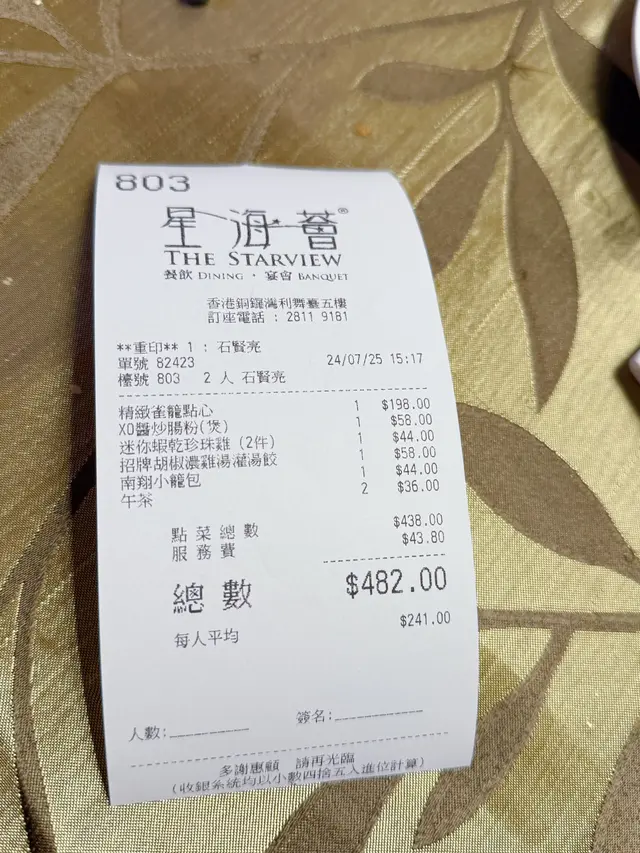 803
星海薈®
THE STARVIEW
餐飲 DINING · 宴會 BANQUET
香港銅鑼灣利舞臺五樓
訂座電話 : 2811 9181
**重印** 1 : 石賢亮
單號 82423 24/07/25 15:17
檯號 803 2 人 石賢亮
精緻雀籠點心 1 $198.00
XO醬炒腸粉(煲) 1 $58.00
迷你蝦乾珍珠雞 (2件) 1 $44.00
招牌胡椒濃雞湯灌湯餃 1 $58.00
南翔小籠包 1 $44.00
午茶 2 $36.00
點菜總數 $438.00
服務費 $43.80
總數 $482.00
每人平均 $241.00
人數:__________ 簽名:__________
多謝惠顧 請再光臨
(收銀系統均以小數四捨五入進位計算)